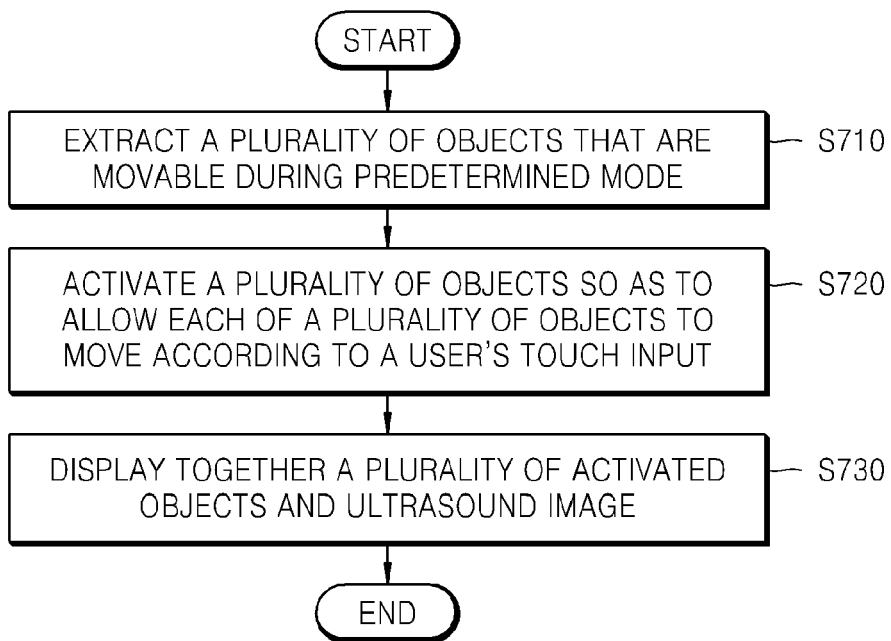 START
EXTRACT A PLURALITY OF OBJECTS THAT ARE
MOVABLE DURING PREDETERMINED MODE
S710
ACTIVATE A PLURALITY OF OBJECTS SO AS TO
ALLOW EACH OF A PLURALITY OF OBJECTS TO
MOVE ACCORDING TO A USER'S TOUCH INPUT
S720
DISPLAY TOGETHER A PLURALITY OF ACTIVATED
OBJECTS AND ULTRASOUND IMAGE
S730
END